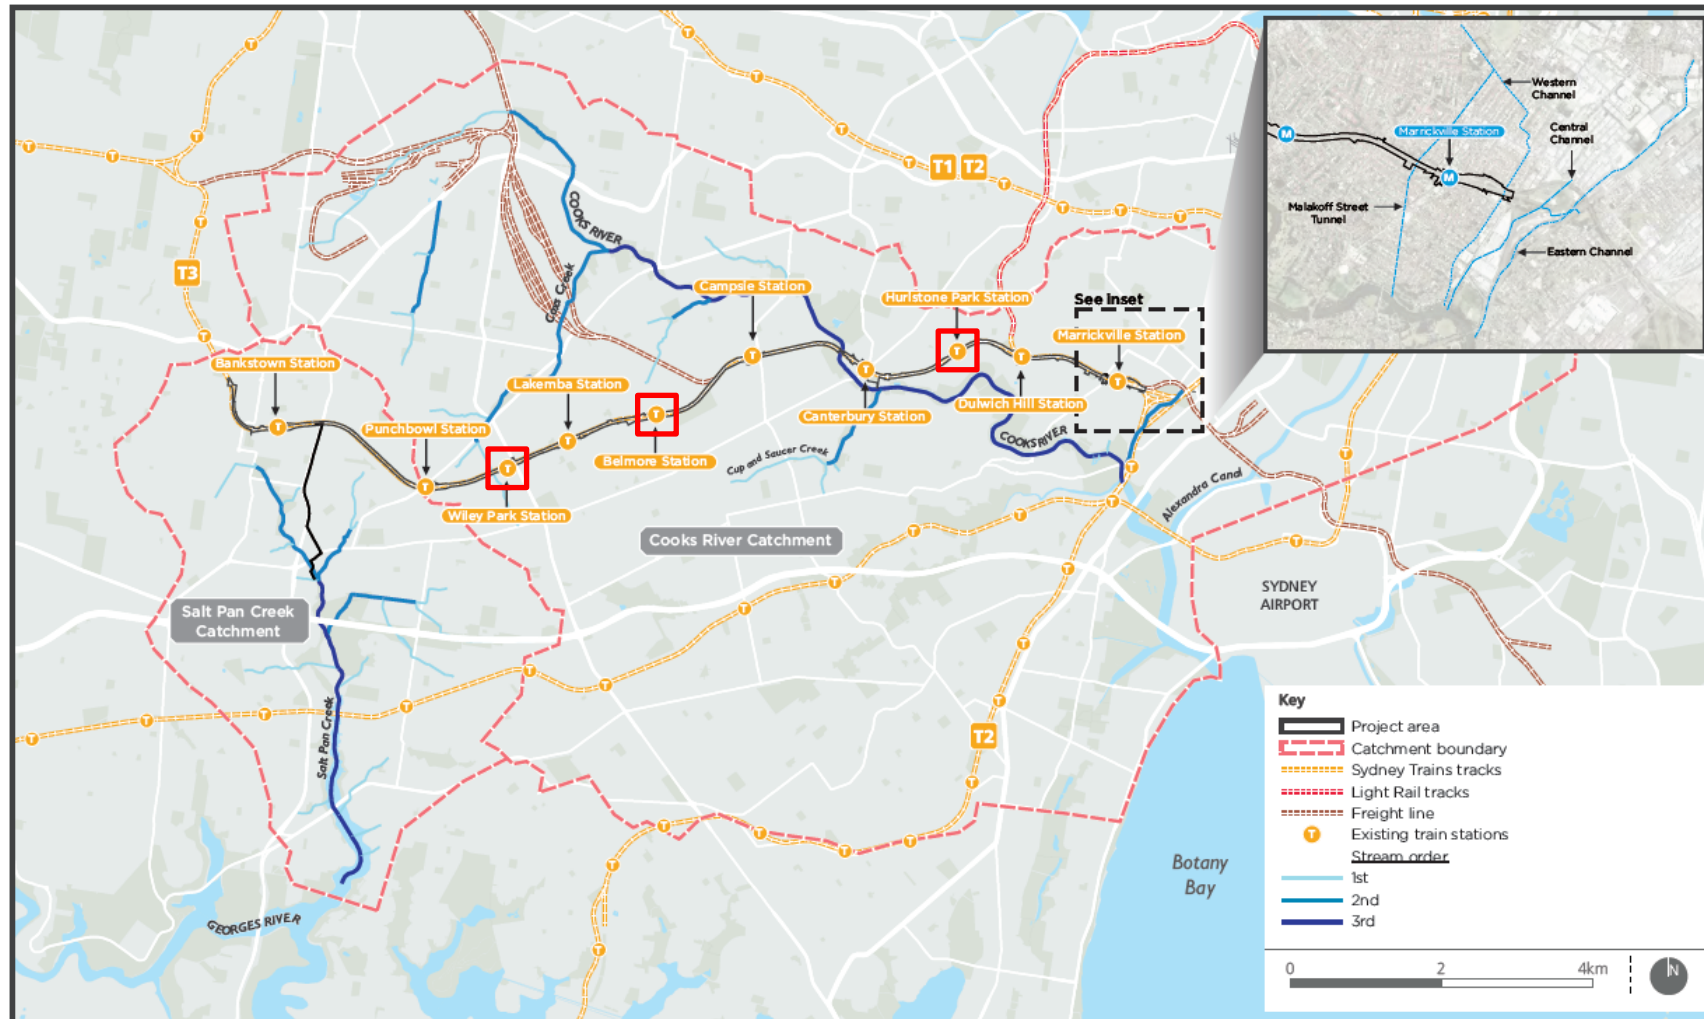 T1 T2
T3
COOKS RIVER
Coxs Creek
Campsie Station
Hurlstone Park Station
See Inset
Marrickville Station
Bankstown Station
Lakemba Station
Punchbowl Station
Canterbury Station
Dulwich Hill Station
COOKS RIVER
Belmore Station
Cup and Saucer Creek
Wiley Park Station
Alexandra Canal
Cooks River Catchment
SYDNEY
AIRPORT
Salt Pan Creek
Catchment
Salt Pan Creek
T2
Botany
Bay
GEORGES RIVER
Western
Channel
Central
Channel
Marrickville Station
M
M
Malakoff Street
Tunnel
Eastern Channel
Key
Project area
Catchment boundary
Sydney Trains tracks
Light Rail tracks
Freight line
T Existing train stations
Stream order
1st
2nd
3rd
0 2 4km
N